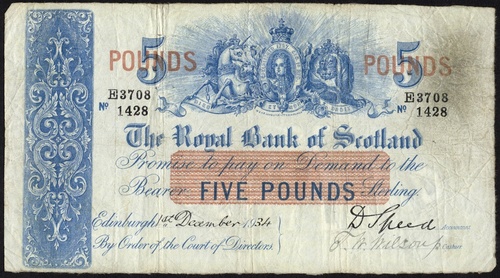 5 POUNDS 5 POUNDS
E3708 E3708
No 1428 No 1428
The Royal Bank of Scotland
Promise to pay on Demand to the
Bearer FIVE POUNDS Sterling
Edinburgh 1st December 1934
By Order of the Court of Directors
D Speed Accountant
Cashier